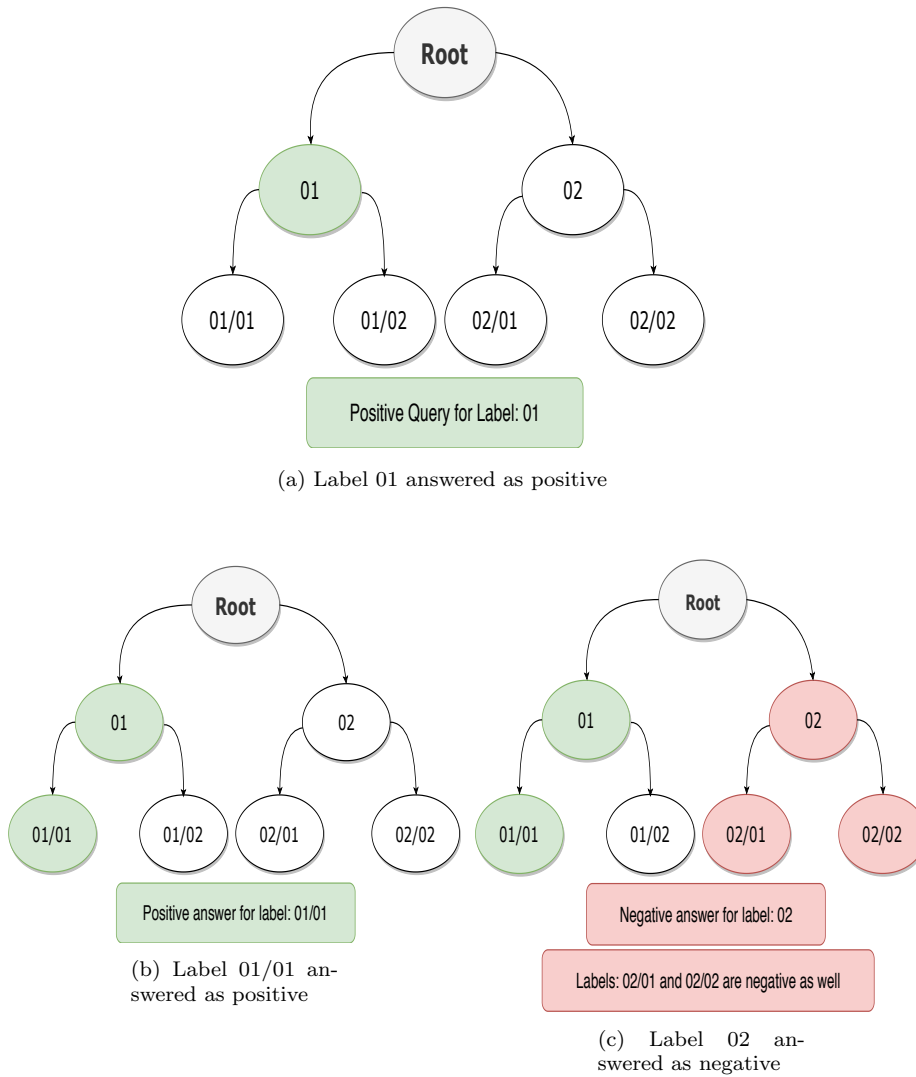 Root
01
02
01/01
01/02
02/01
02/02
Positive Query for Label: 01
(a) Label 01 answered as positive
Root
01
02
01/01
01/02
02/01
02/02
Positive answer for label: 01/01
(b) Label 01/01 an-
swered as positive
Root
01
02
01/01
01/02
02/01
02/02
Negative answer for label: 02
Labels: 02/01 and 02/02 are negative as well
(c) Label 02 an-
swered as negative